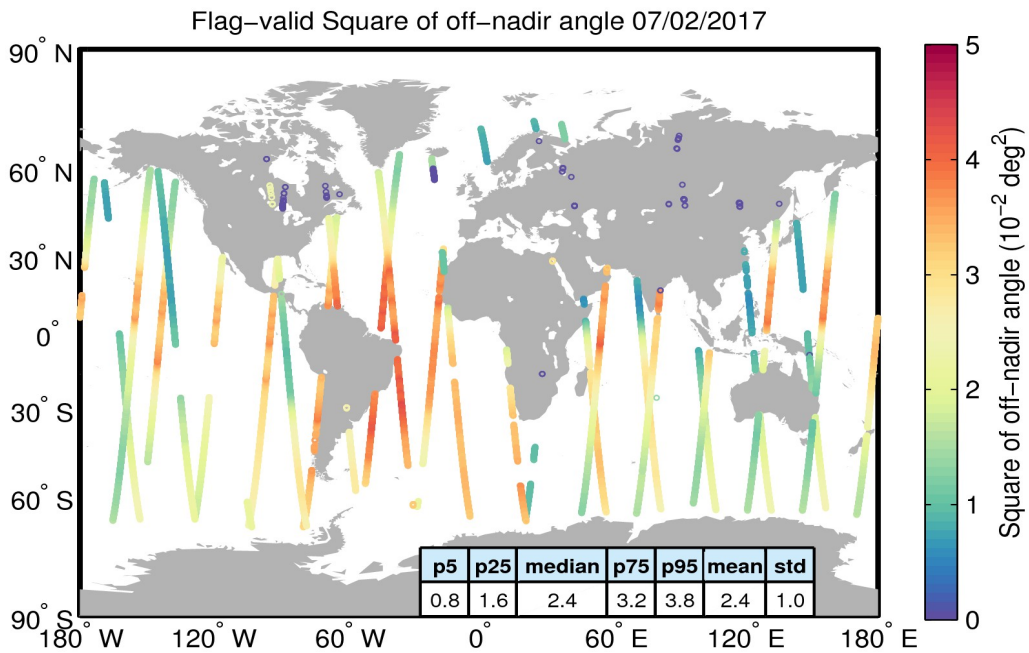 Flag-valid Square of off-nadir angle 07/02/2017
90° N
60° N
30° N
0°
30° S
60° S
90° S
180° W
120° W
60° W
0°
60° E
120° E
180° E
p5 p25 median p75 p95 mean std
0.8 1.6 2.4 3.2 3.8 2.4 1.0
5
4
3
2
1
0
Square of off-nadir angle (10⁻² deg²)